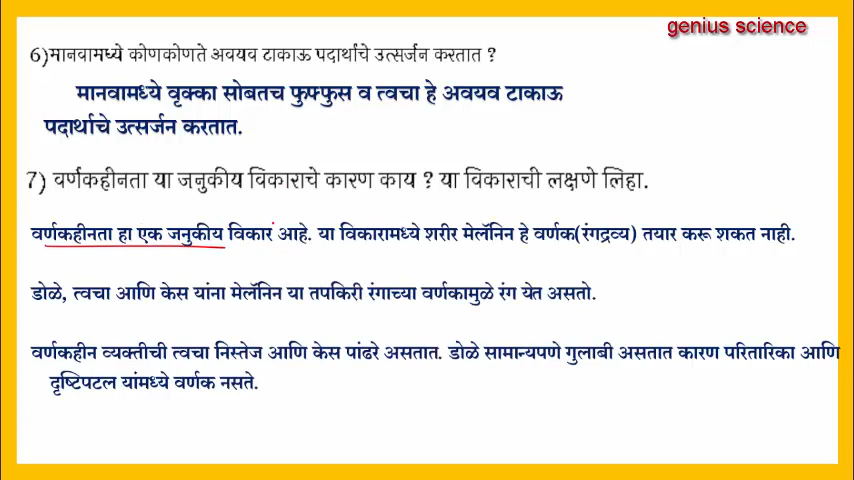 genius science
6)मानवामध्ये कोणकोणते अवयव टाकाऊ पदार्थांचे उत्सर्जन करतात ?
मानवामध्ये वृक्का सोबतच फुफ्फुस व त्वचा हे अवयव टाकाऊ
पदार्थाचे उत्सर्जन करतात.
7) वर्णकहीनता या जनुकीय विकाराचे कारण काय ? या विकाराची लक्षणे लिहा.
वर्णकहीनता हा एक जनुकीय विकार आहे. या विकारामध्ये शरीर मेलॅनिन हे वर्णक(रंगद्रव्य) तयार करू शकत नाही.
डोळे, त्वचा आणि केस यांना मेलॅनिन या तपकिरी रंगाच्या वर्णकामुळे रंग येत असतो.
वर्णकहीन व्यक्तीची त्वचा निस्तेज आणि केस पांढरे असतात. डोळे सामान्यपणे गुलाबी असतात कारण परितारिका आणि
दृष्टिपटल यांमध्ये वर्णक नसते.